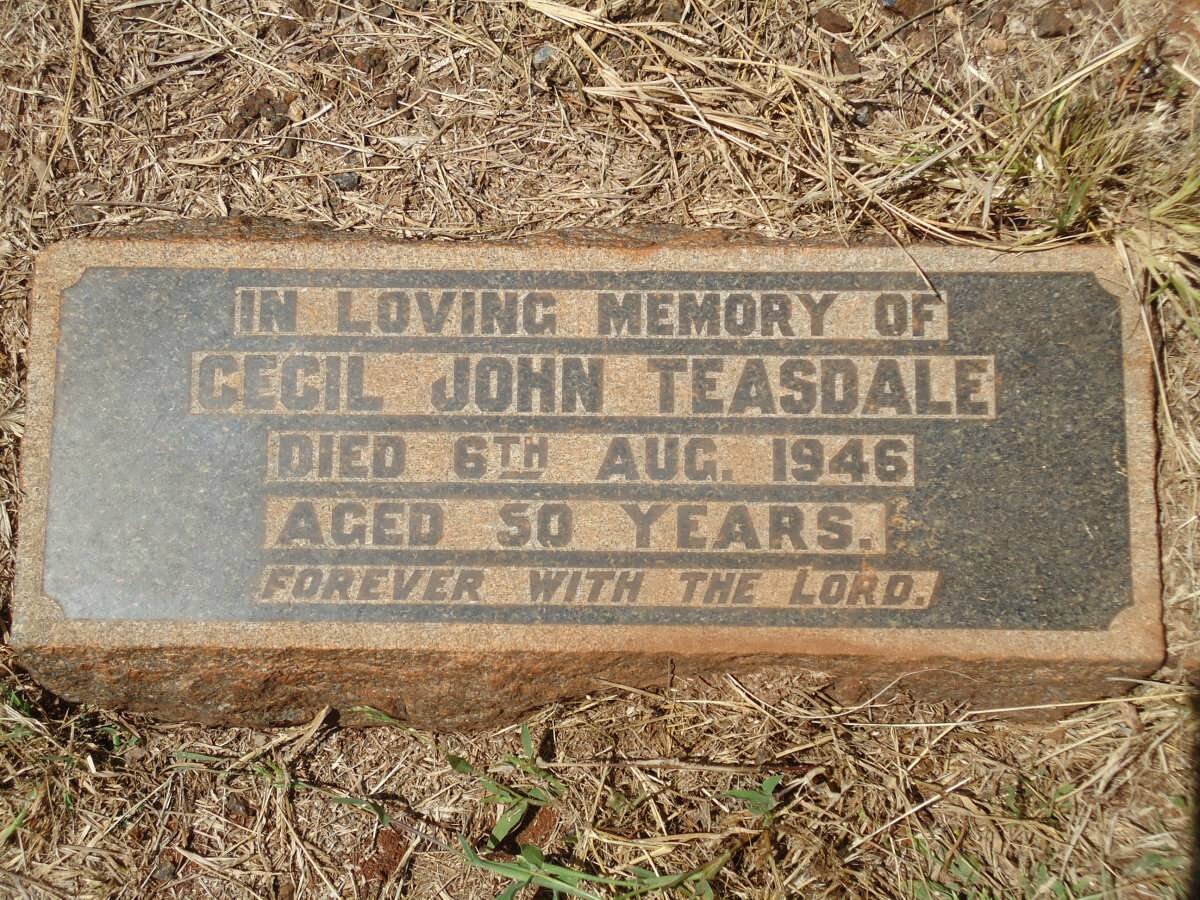 IN LOVING MEMORY OF
CECIL JOHN TEASDALE
DIED 6TH AUG. 1946
AGED 50 YEARS.
FOREVER WITH THE LORD.